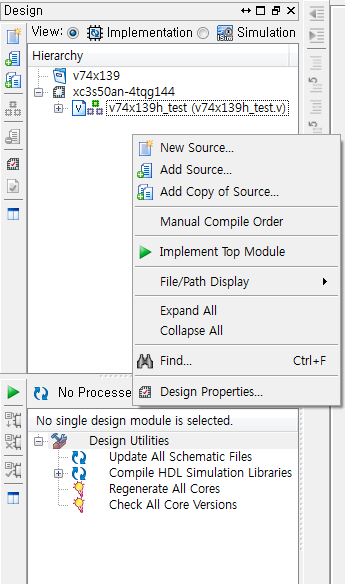 Design
View: Implementation Simulation
Hierarchy
v74x139
xc3s50an-4tqg144
v74x139h_test (v74x139h_test.v)
New Source...
Add Source...
Add Copy of Source...
Manual Compile Order
Implement Top Module
File/Path Display
Expand All
Collapse All
Find... Ctrl+F
Design Properties...
No Processe
No single design module is selected.
Design Utilities
Update All Schematic Files
Compile HDL Simulation Libraries
Regenerate All Cores
Check All Core Versions